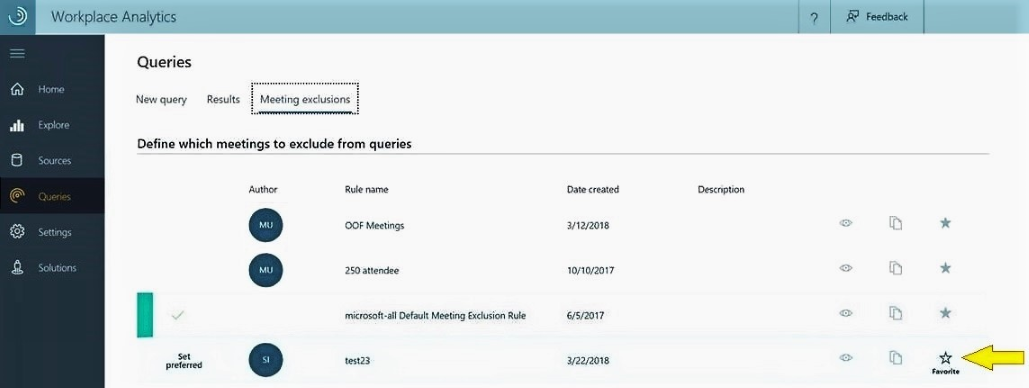 Workplace Analytics
?
Feedback
Home
Explore
Sources
Queries
Settings
Solutions
Queries
New query Results Meeting exclusions
Define which meetings to exclude from queries
Author Rule name Date created Description
MU OOF Meetings 3/12/2018
MU 250 attendee 10/10/2017
microsoft-all Default Meeting Exclusion Rule 6/5/2017
Set preferred SI test23 3/22/2018
Favorite